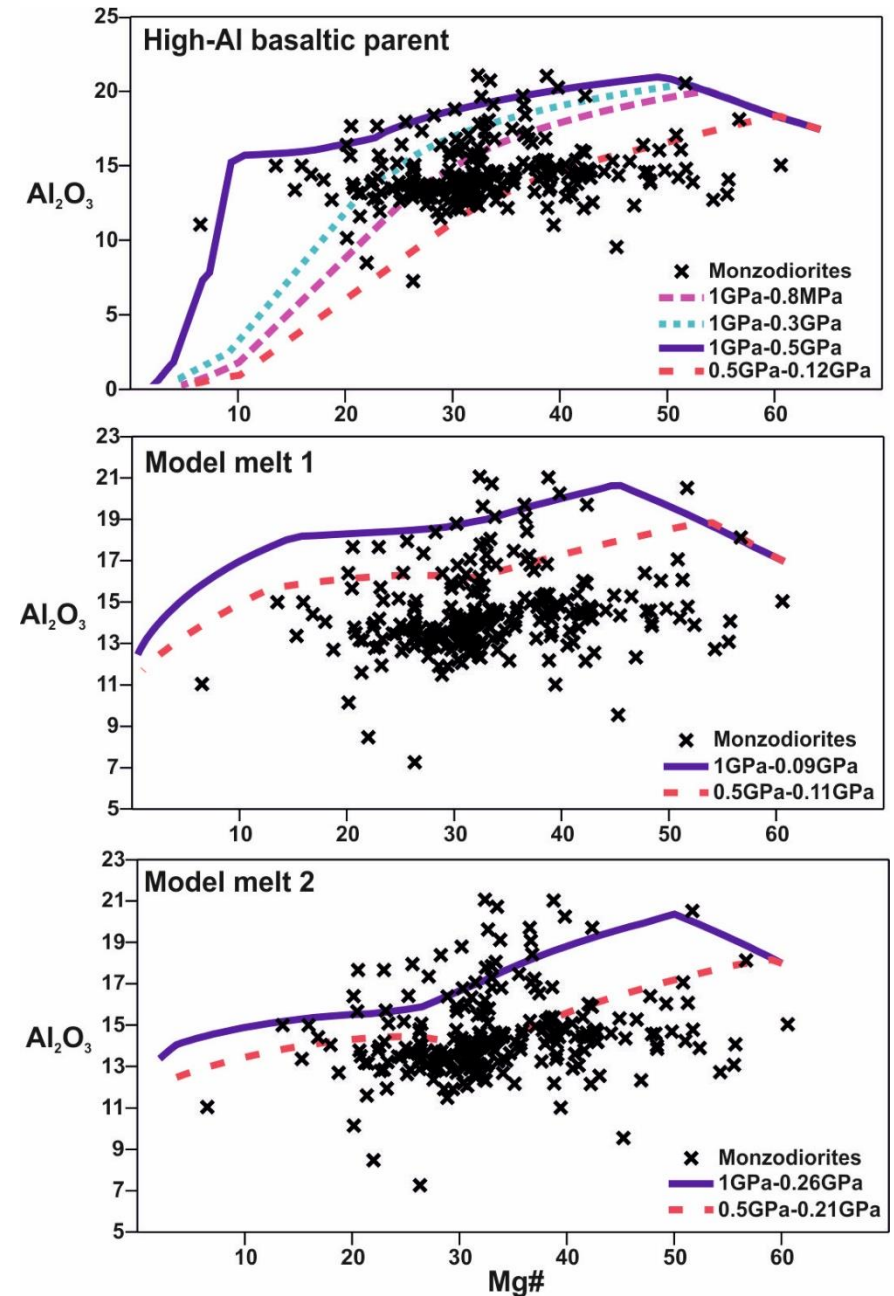 High-Al basaltic parent
25
20
15
10
5
0
Al₂O₃
Monzodiorites
1GPa-0.8MPa
1GPa-0.3GPa
1GPa-0.5GPa
0.5GPa-0.12GPa
10 20 30 40 50 60
Model melt 1
23
21
19
17
15
13
11
9
7
5
Al₂O₃
Monzodiorites
1GPa-0.09GPa
0.5GPa-0.11GPa
10 20 30 40 50 60
Model melt 2
23
21
19
17
15
13
11
9
7
5
Al₂O₃
Monzodiorites
1GPa-0.26GPa
0.5GPa-0.21GPa
10 20 30 40 50 60
Mg#